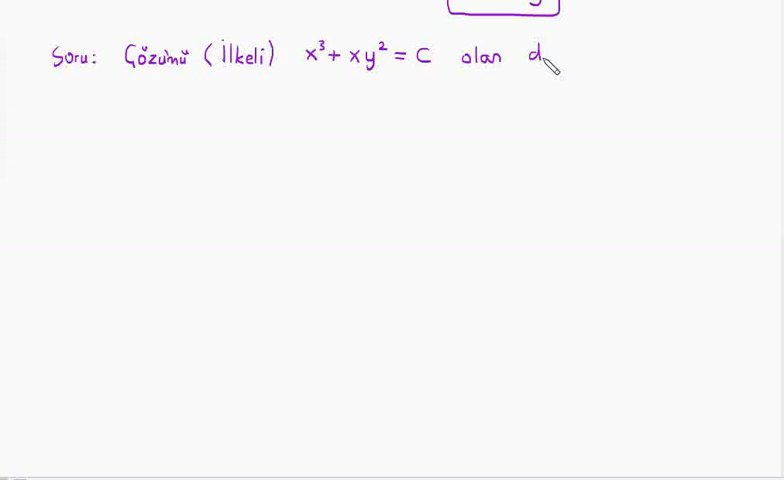 Soru: Çözümü (İlkeli) x³ + xy² = C olan d